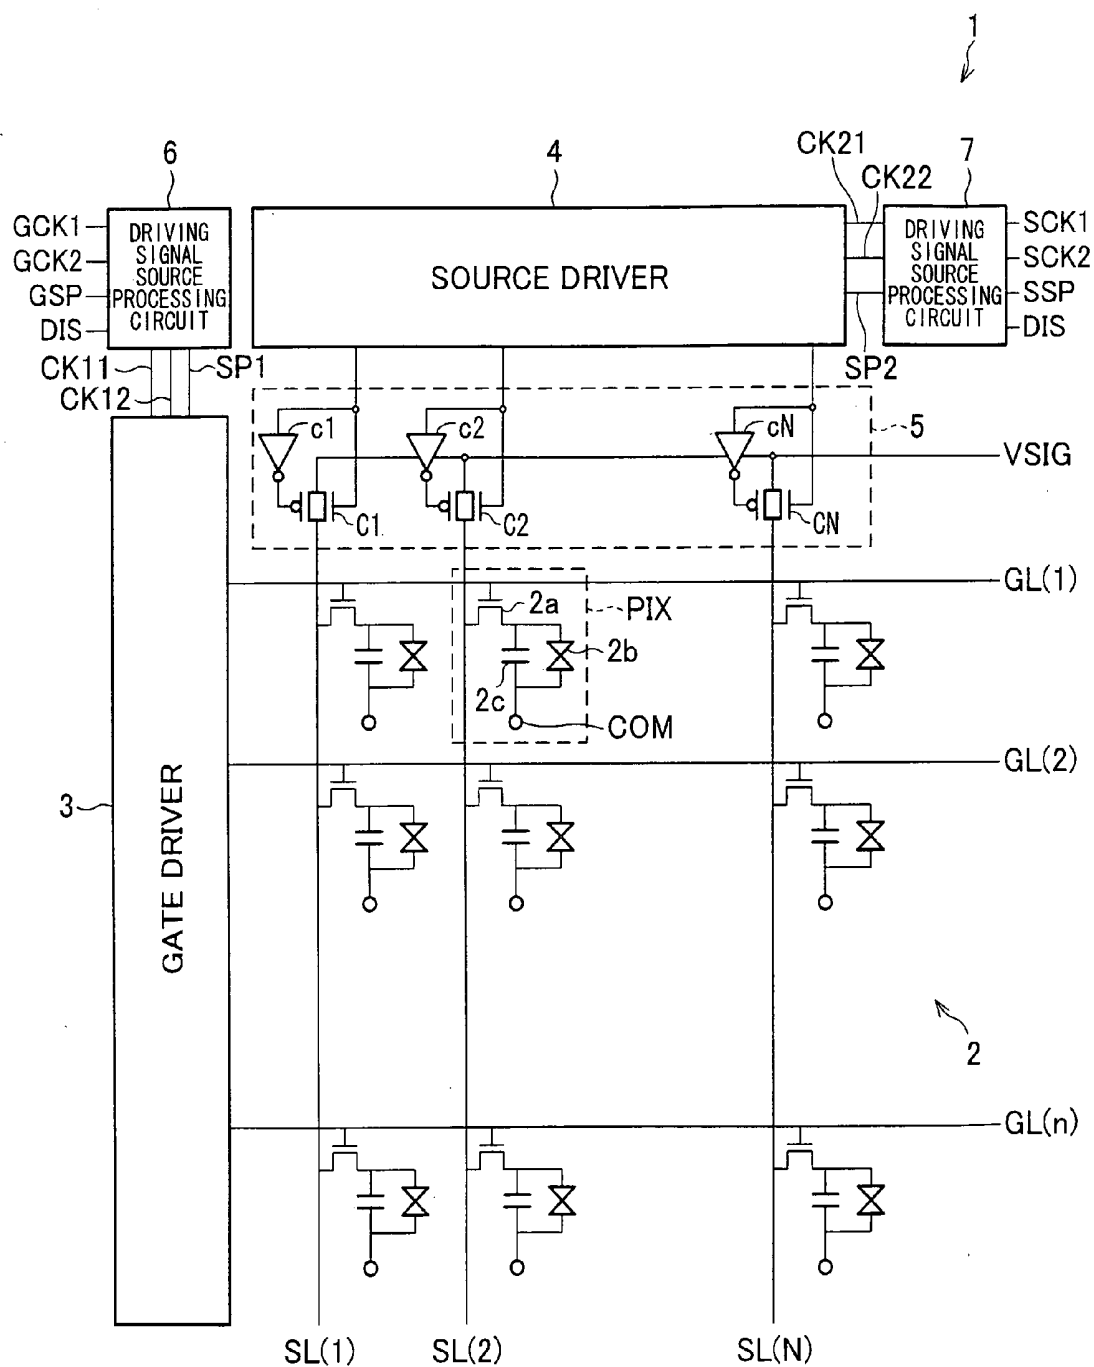 1
6
4
CK21
CK22
7
GCK1
GCK2
GSP
DIS
DRIVING
SIGNAL
SOURCE
PROCESSING
CIRCUIT
SOURCE DRIVER
DRIVING
SIGNAL
SOURCE
PROCESSING
CIRCUIT
SCK1
SCK2
SSP
DIS
CK11
CK12
SP1
SP2
c1
c2
cN
5
VSIG
C1
C2
CN
GL(1)
2a
PIX
2b
2c
COM
GL(2)
3
GATE DRIVER
2
GL(n)
SL(1)
SL(2)
SL(N)